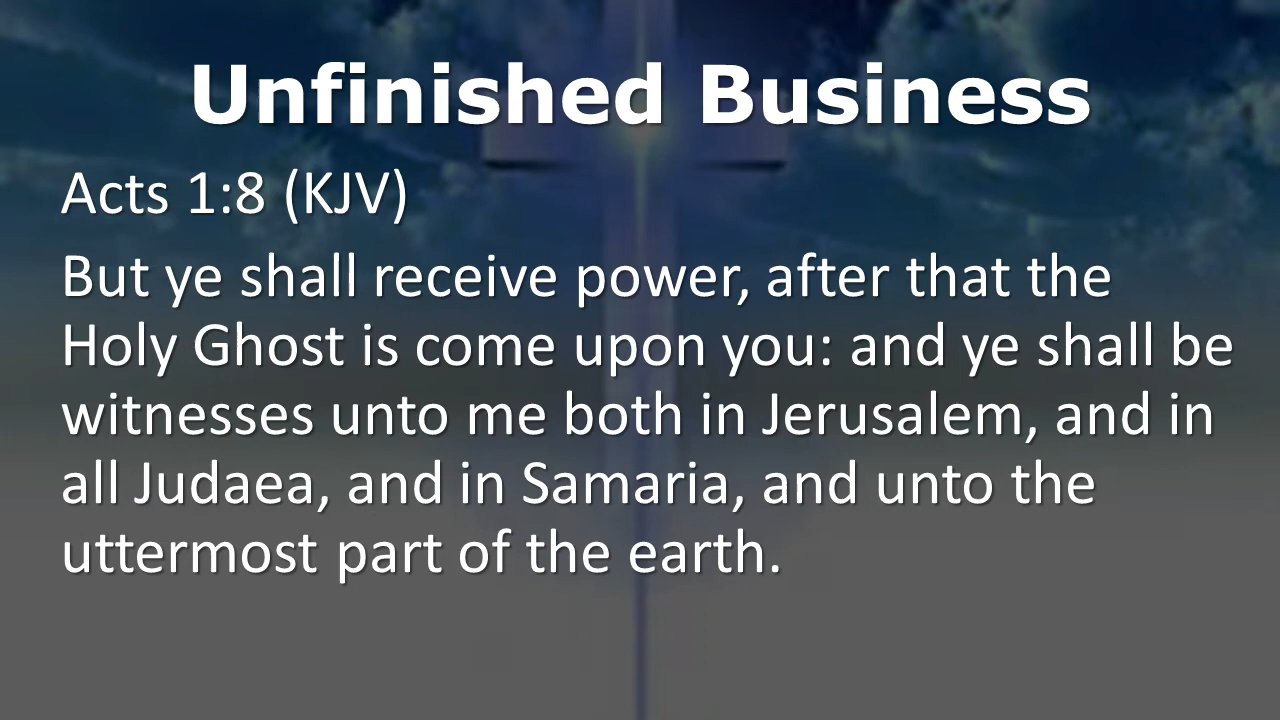 Unfinished Business
Acts 1:8 (KJV)
But ye shall receive power, after that the
Holy Ghost is come upon you: and ye shall be
witnesses unto me both in Jerusalem, and in
all Judaea, and in Samaria, and unto the
uttermost part of the earth.